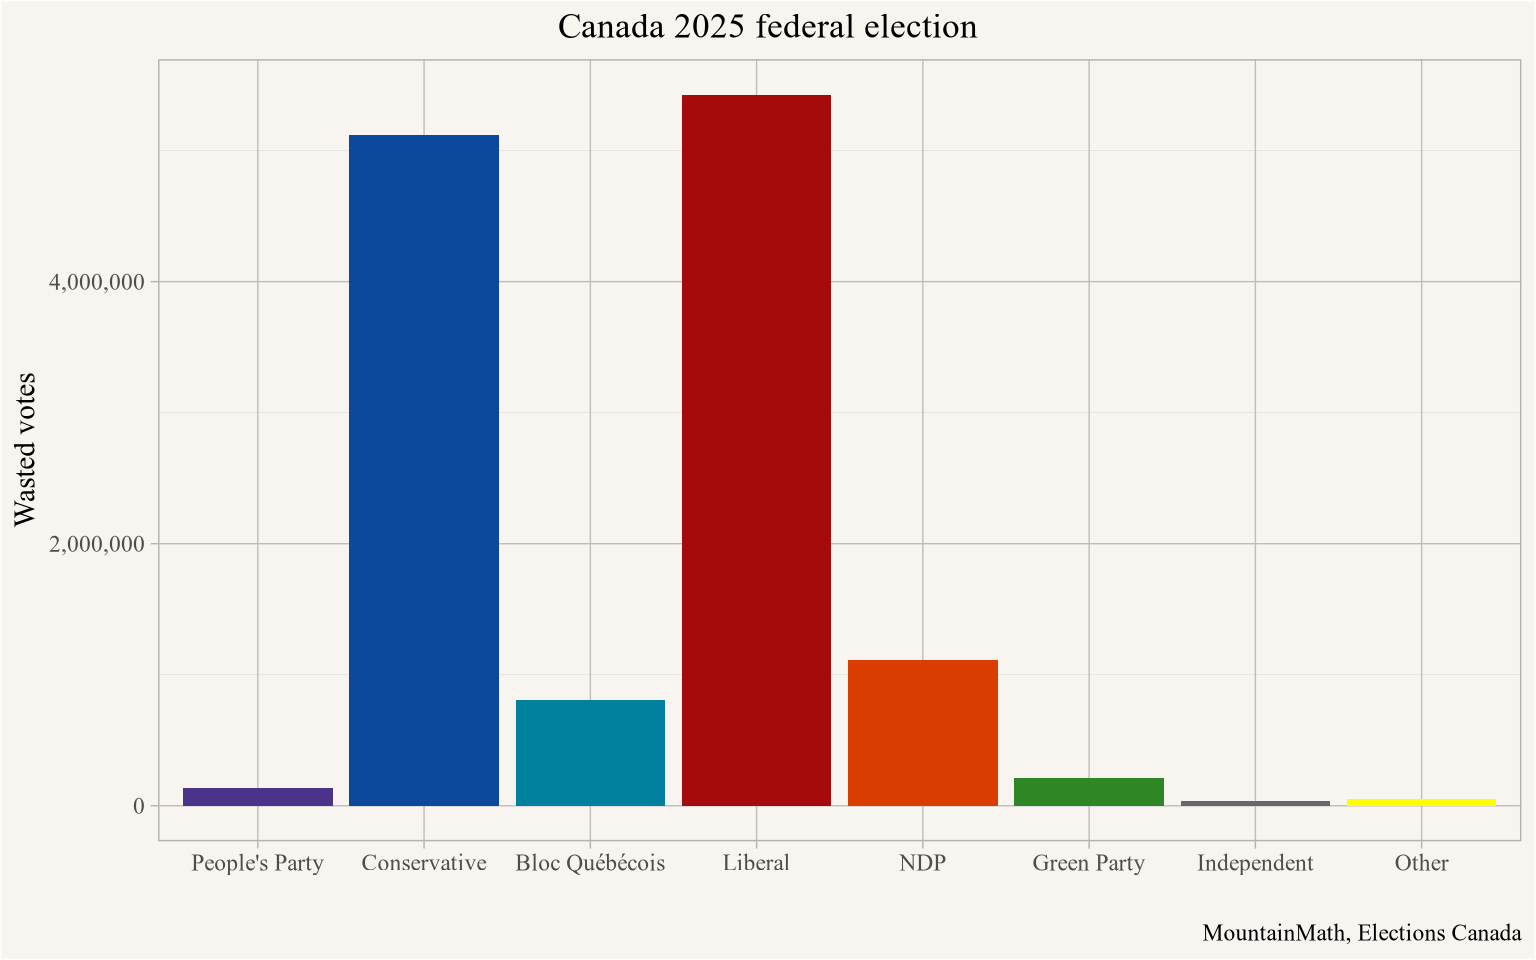 Canada 2025 federal election
Wasted votes
4,000,000
2,000,000
0
People's Party
Conservative
Bloc Québécois
Liberal
NDP
Green Party
Independent
Other
MountainMath, Elections Canada